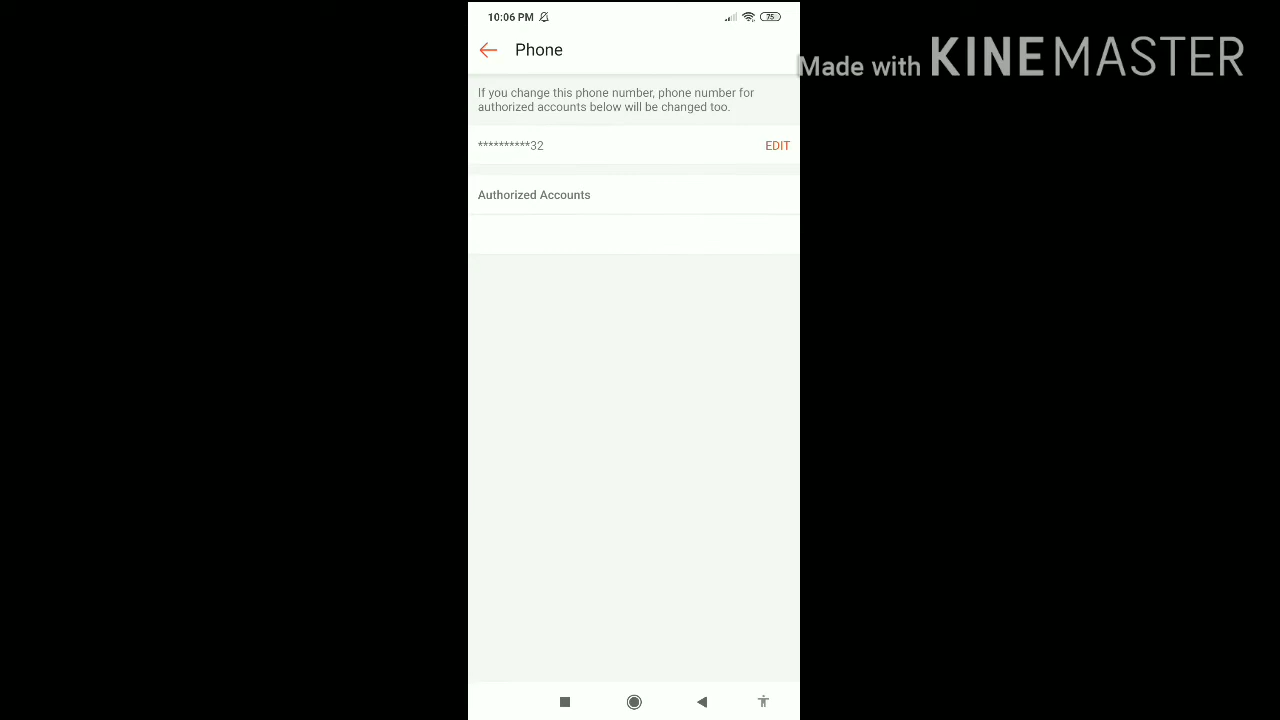 10:06 PM
75
Phone
Made with KINEMASTER
If you change this phone number, phone number for
authorized accounts below will be changed too.
**********32
EDIT
Authorized Accounts